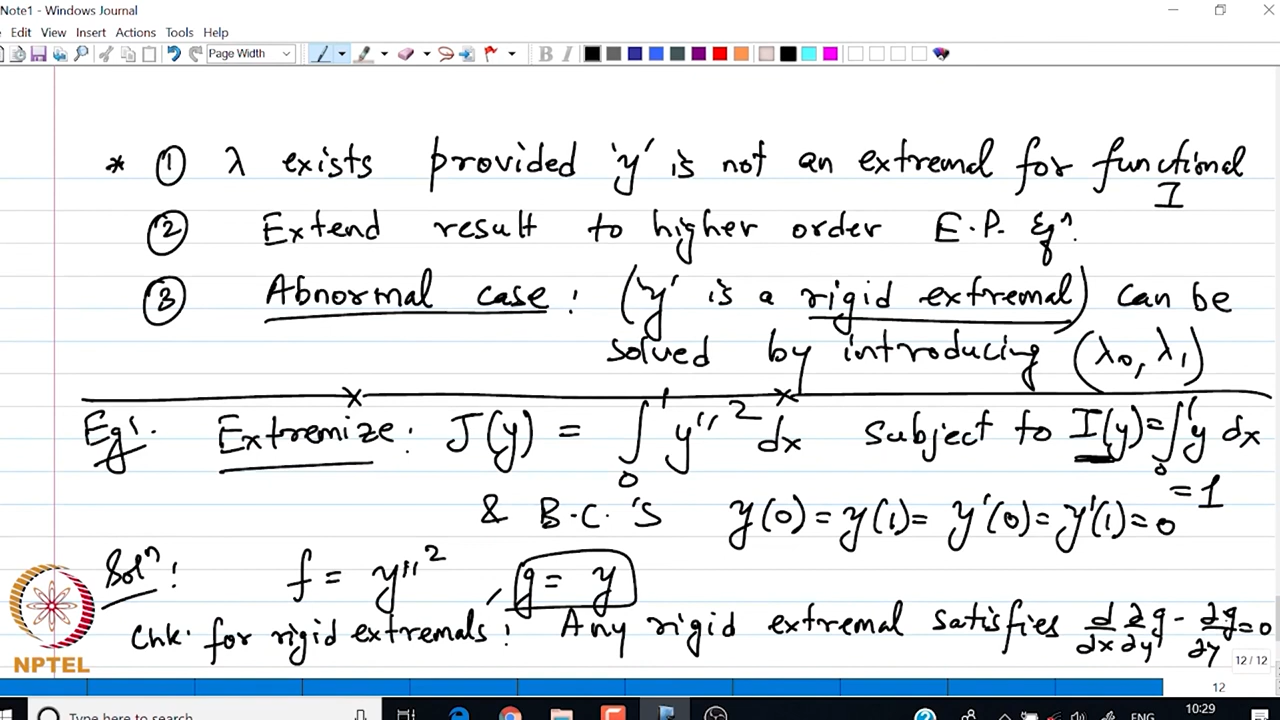 Note1 - Windows Journal
Edit View Insert Actions Tools Help
Page Width B I
* ① λ exists provided 'y' is not an extremal for functional I
② Extend result to higher order E.P. Eqⁿ.
③ Abnormal case : ('y' is a rigid extremal) can be
solved by introducing (λ₀, λ₁)
Eg1. Extremize : J(y) = ∫₀¹ y''² dx Subject to I(y) = ∫₀¹ y dx = 1
& B.C.'s y(0) = y(1) = y'(0) = y'(1) = 0
Solⁿ : f = y''² , g = y
Chk. for rigid extremals : Any rigid extremal satisfies d/dx ∂g/∂y' - ∂g/∂y = 0
NPTEL
12 / 12
12
Type here to search
ENG
10:29